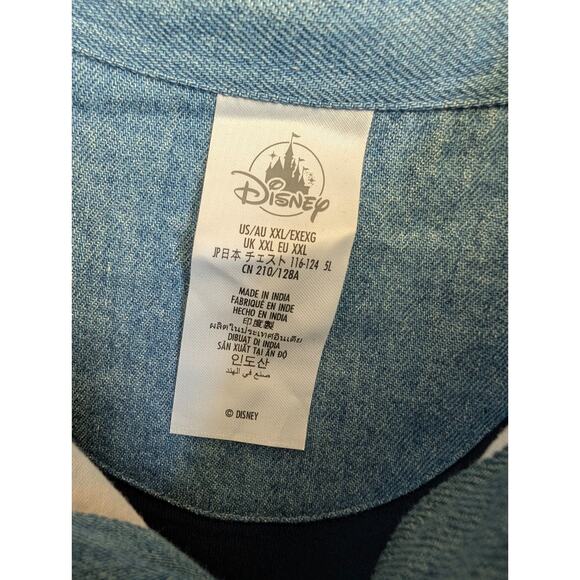 DISNEY
US/AU XXL/EXEXG
UK XXL EU XXL
JP日本 チェスト 116-124 5L
CN 210/128A
MADE IN INDIA
FABRIQUÉ EN INDE
HECHO EN INDIA
印度製
ผลิตในประเทศอินเดีย
DIBUAT DI INDIA
SẢN XUẤT TẠI ẤN ĐỘ
인도산
صنع في الهند
© DISNEY